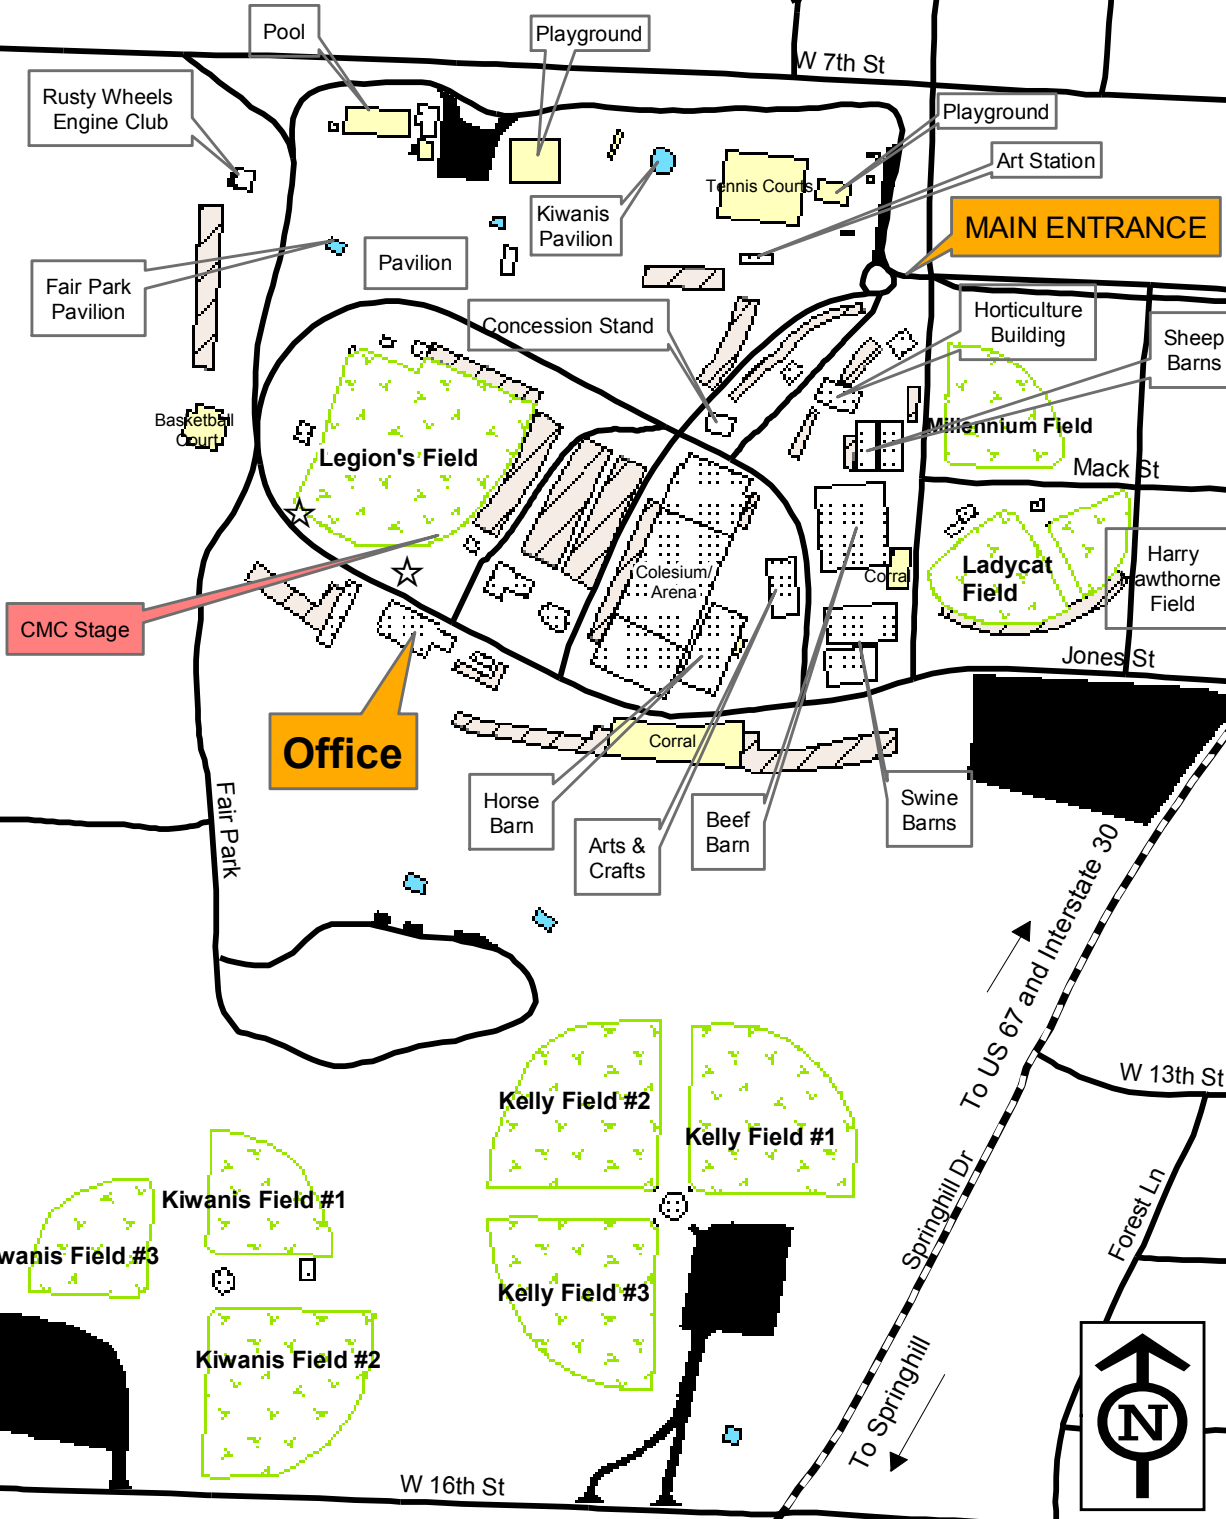 Pool
Playground
W 7th St
Rusty Wheels
Engine Club
Playground
Art Station
Tennis Courts
Kiwanis
Pavilion
MAIN ENTRANCE
Pavilion
Fair Park
Pavilion
Concession Stand
Horticulture
Building
Sheep
Barns
Basketball
Court
Millennium Field
Legion's Field
Mack St
Colesium/
Arena
Corral
Ladycat
Field
Harry
Hawthorne
Field
CMC Stage
Jones St
Office
Corral
Horse
Barn
Arts &
Crafts
Beef
Barn
Swine
Barns
Fair Park
To US 67 and Interstate 30
W 13th St
Kelly Field #2
Kelly Field #1
Springhill Dr
Forest Ln
Kiwanis Field #1
wanis Field #3
Kelly Field #3
Kiwanis Field #2
To Springhill
N
W 16th St